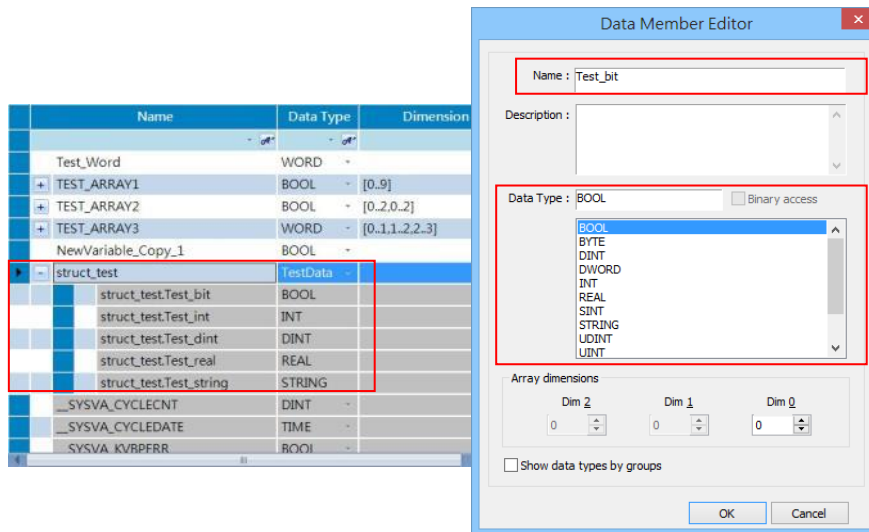 Name Data Type Dimension
Test_Word WORD
+ TEST_ARRAY1 BOOL [0..9]
+ TEST_ARRAY2 BOOL [0..2,0..2]
+ TEST_ARRAY3 WORD [0..1,1..2,2..3]
NewVariable_Copy_1 BOOL
- struct_test TestData
struct_test.Test_bit BOOL
struct_test.Test_int INT
struct_test.Test_dint DINT
struct_test.Test_real REAL
struct_test.Test_string STRING
__SYSVA_CYCLECNT DINT
__SYSVA_CYCLEDATE TIME
__SYSVA_KVBPERR BOOL
Data Member Editor
Name : Test_bit
Description :
Data Type : BOOL Binary access
BOOL
BYTE
DINT
DWORD
INT
REAL
SINT
STRING
UDINT
UINT
Array dimensions
Dim 2 Dim 1 Dim 0
0 0 0
Show data types by groups
OK Cancel